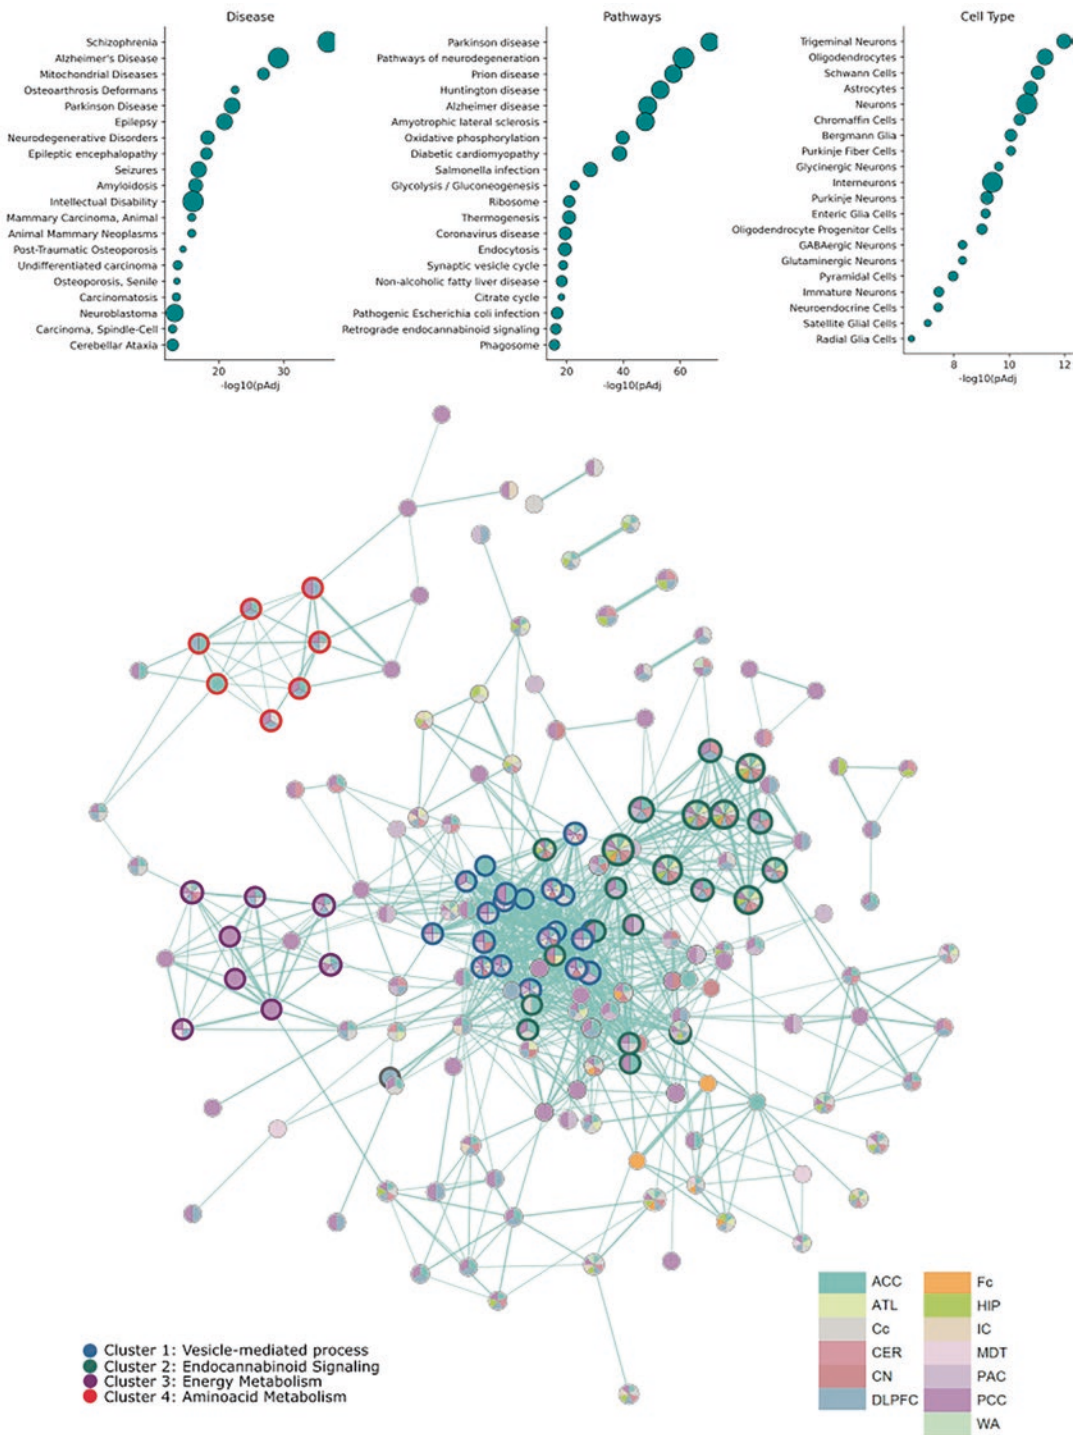 Disease
Schizophrenia
Alzheimer's Disease
Mitochondrial Diseases
Osteoarthrosis Deformans
Parkinson Disease
Epilepsy
Neurodegenerative Disorders
Epileptic encephalopathy
Seizures
Amyloidosis
Intellectual Disability
Mammary Carcinoma, Animal
Animal Mammary Neoplasms
Post-Traumatic Osteoporosis
Undifferentiated carcinoma
Osteoporosis, Senile
Carcinomatosis
Neuroblastoma
Carcinoma, Spindle-Cell
Cerebellar Ataxia
20 30
-log10(pAdj
Pathways
Parkinson disease
Pathways of neurodegeneration
Prion disease
Huntington disease
Alzheimer disease
Amyotrophic lateral sclerosis
Oxidative phosphorylation
Diabetic cardiomyopathy
Salmonella infection
Glycolysis / Gluconeogenesis
Ribosome
Thermogenesis
Coronavirus disease
Endocytosis
Synaptic vesicle cycle
Non-alcoholic fatty liver disease
Citrate cycle
Pathogenic Escherichia coli infection
Retrograde endocannabinoid signaling
Phagosome
20 40 60
-log10(pAdj
Cell Type
Trigeminal Neurons
Oligodendrocytes
Schwann Cells
Astrocytes
Neurons
Chromaffin Cells
Bergmann Glia
Purkinje Fiber Cells
Glycinergic Neurons
Interneurons
Purkinje Neurons
Enteric Glia Cells
Oligodendrocyte Progenitor Cells
GABAergic Neurons
Glutaminergic Neurons
Pyramidal Cells
Immature Neurons
Neuroendocrine Cells
Satellite Glial Cells
Radial Glia Cells
8 10 12
-log10(pAdj
Cluster 1: Vesicle-mediated process
Cluster 2: Endocannabinoid Signaling
Cluster 3: Energy Metabolism
Cluster 4: Aminoacid Metabolism
ACC
ATL
Cc
CER
CN
DLPFC
Fc
HIP
IC
MDT
PAC
PCC
WA